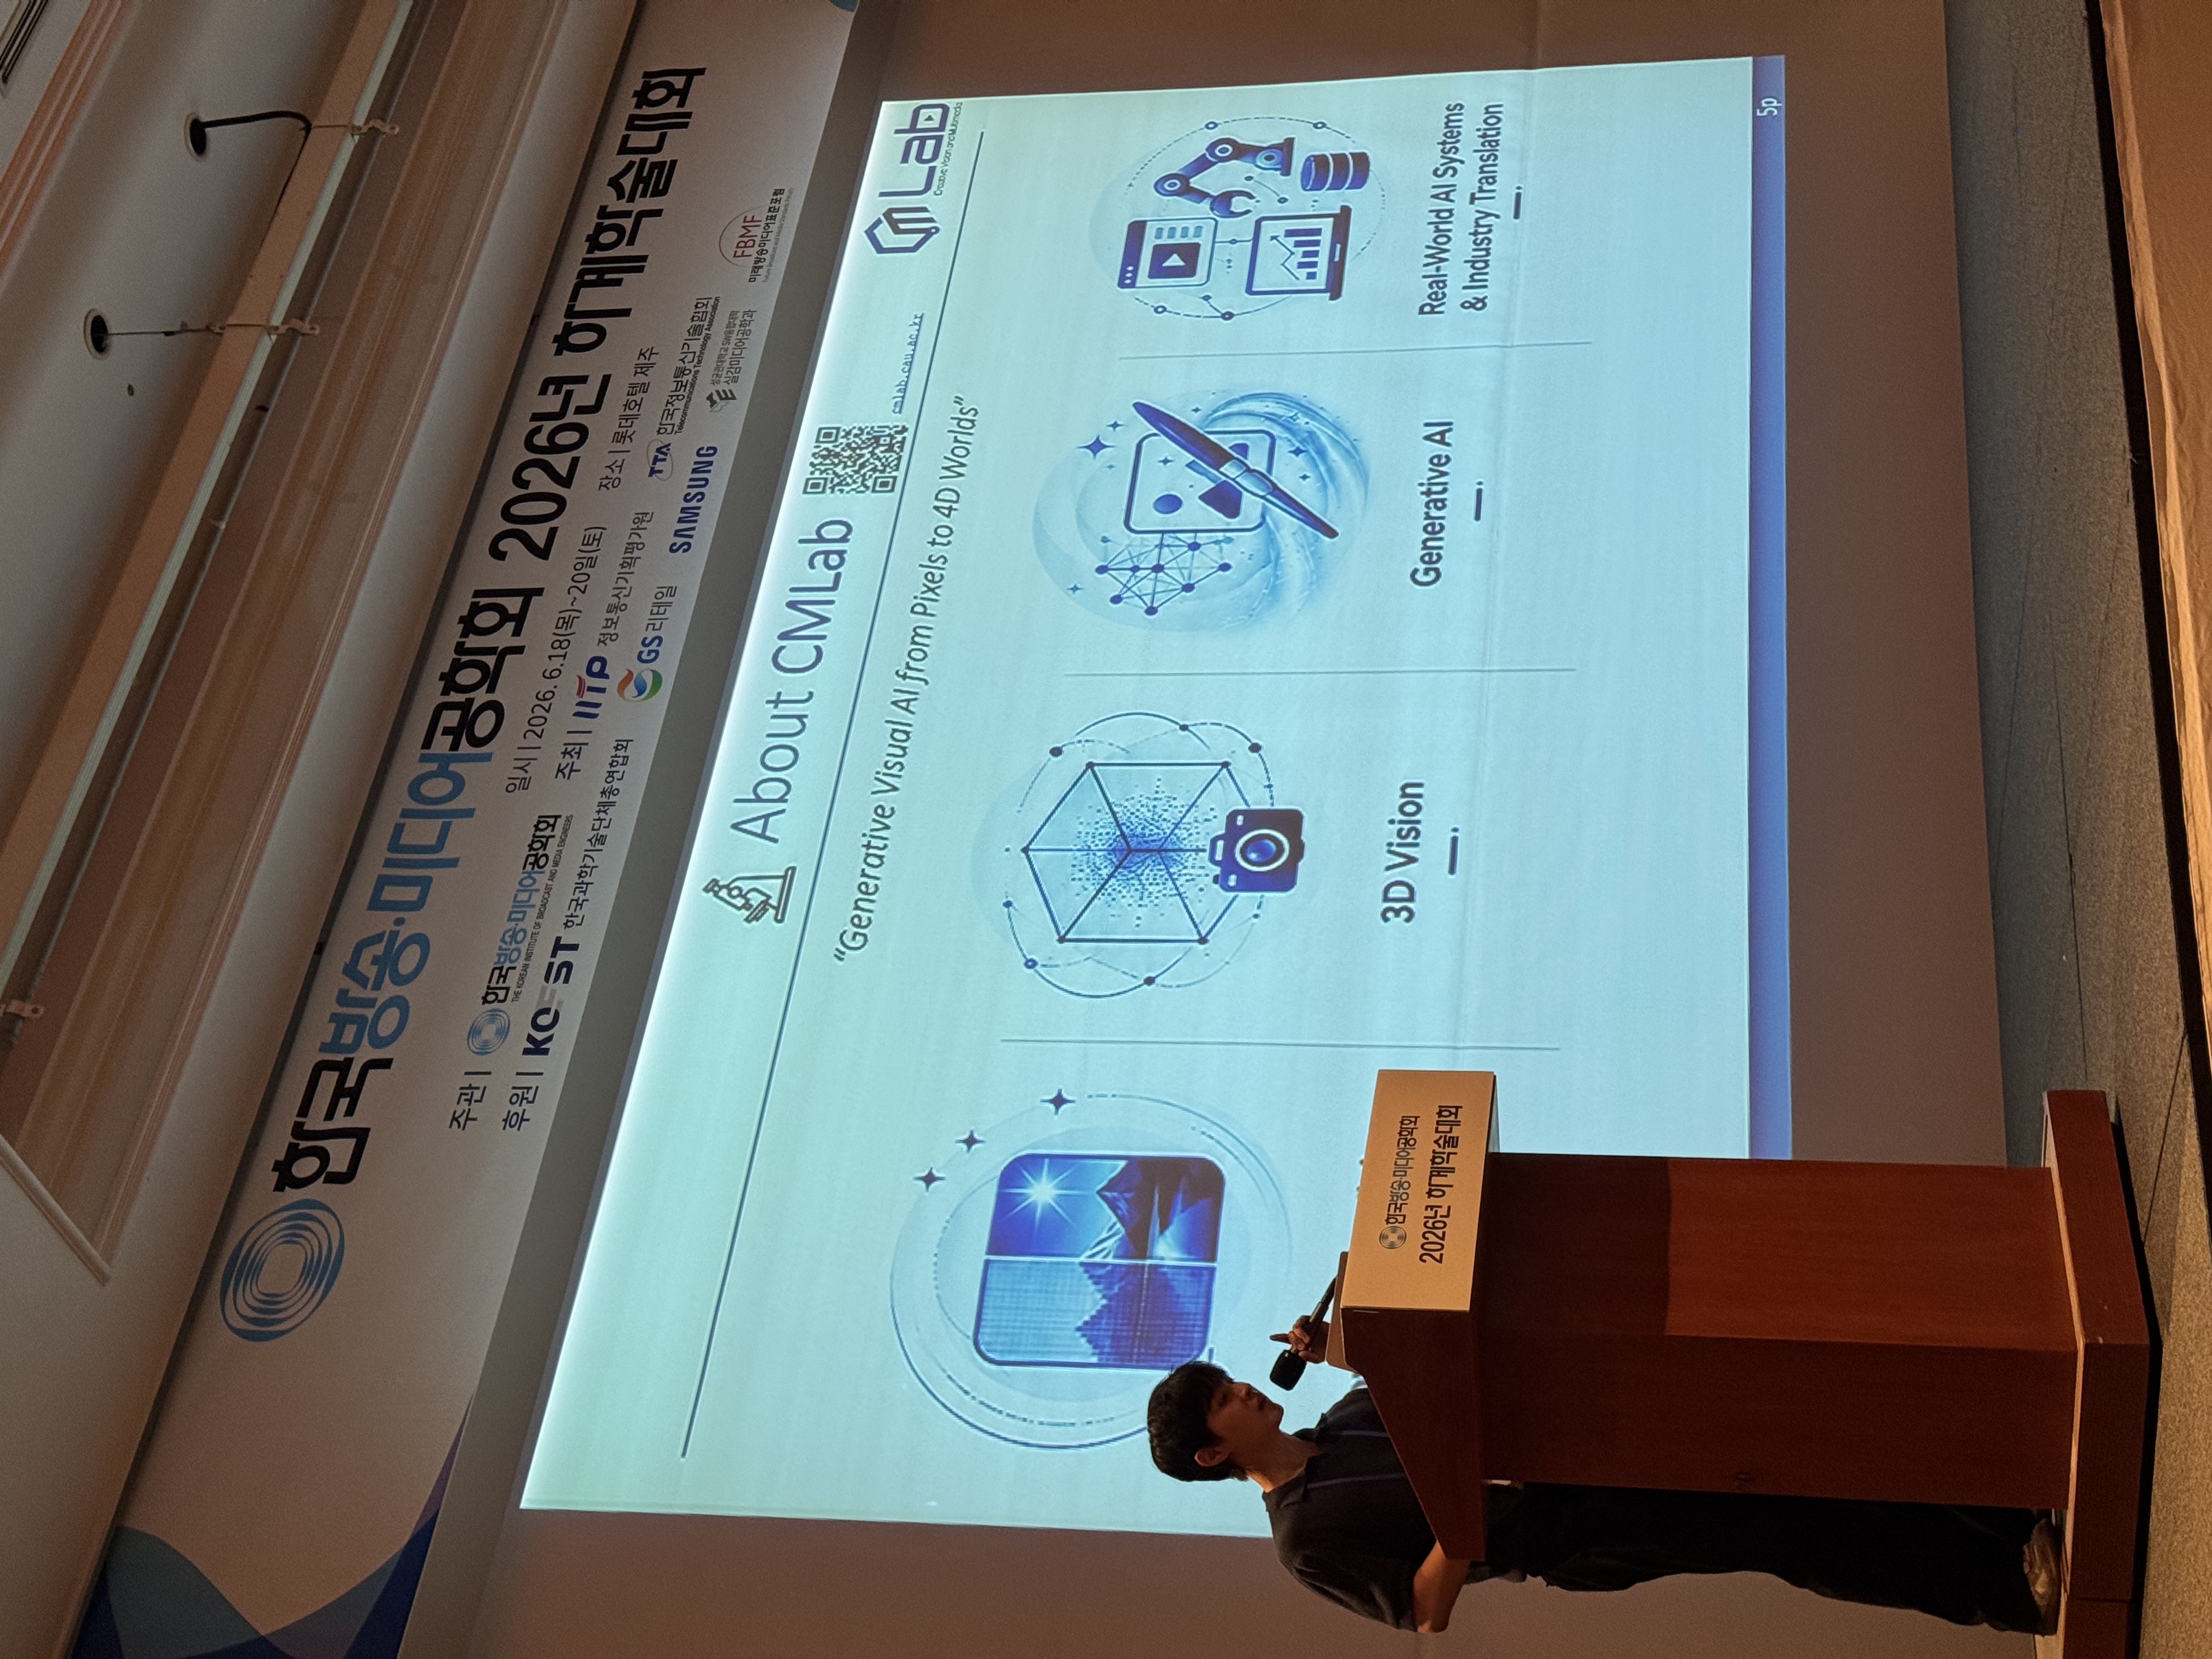 한국방송·미디어공학회 2026년 하계학술대회
일시 | 2026. 6.18(목)~20일(토)
장소 | 롯데호텔 제주
주관 | 한국방송·미디어공학회
THE KOREAN INSTITUTE OF BROADCAST AND MEDIA ENGINEERS
주최 | IITP 정보통신기획평가원
TTA 한국정보통신기술협회
Telecommunications Technology Association
후원 | KOFST 한국과학기술단체총연합회
GS리테일
SAMSUNG
성균관대학교 SW융합대학
실감미디어공학과
FBMF
미래방송미디어표준포럼
Future Broadcast and Media Standards Forum
About CMLab
cmlab.cau.ac.kr
CM Lab
Creative Vision and Multimedia
“Generative Visual AI from Pixels to 4D Worlds”
3D Vision
Generative AI
Real-World AI Systems
& Industry Translation
5p
한국방송·미디어공학회
2026년 하계학술대회